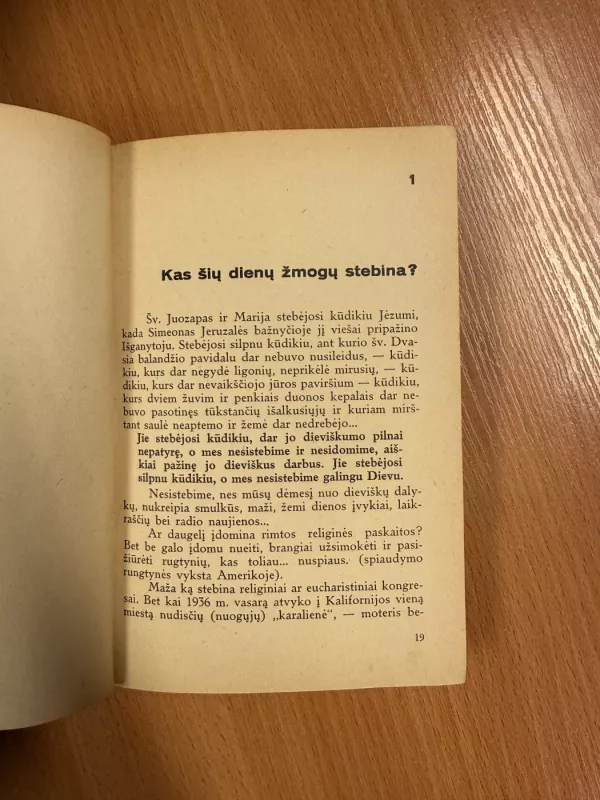 1
Kas šių dienų žmogų stebina?
Šv. Juozapas ir Marija stebėjosi kūdikiu Jėzumi,
kada Simeonas Jeruzalės bažnyčioje jį viešai pripažino
Išganytoju. Stebėjosi silpnu kūdikiu, ant kurio šv. Dva-
sia balandžio pavidalu dar nebuvo nusileidus, — kūdi-
kiu, kurs dar negydė ligonių, neprikėlė mirusių, — kū-
dikiu, kurs dar nevaikščiojo jūros paviršium — kūdikiu,
kurs dviem žuvim ir penkiais duonos kepalais dar ne-
buvo pasotinęs tūkstančių išalkusiųjų ir kuriam mirš-
tant saulė neaptemo ir žemė dar nedrebėjo...
Jie stebėjosi kūdikiu, dar jo dieviškumo pilnai
nepatyrę, o mes nesistebime ir nesidomime, aiš-
kiai pažinę jo dieviškus darbus. Jie stebėjosi
silpnu kūdikiu, o mes nesistebime galingu Dievu.
Nesistebime, nes mūsų dėmesį nuo dieviškų daly-
kų, nukreipia smulkūs, maži, žemi dienos įvykiai, laik-
raščių bei radio naujienos...
Ar daugelį įdomina rimtos religinės paskaitos?
Bet be galo įdomu nueiti, brangiai užsimokėti ir pasi-
žiūrėti rugtynių, kas toliau... nuspiaus. (spiaudymo
rungtynės vyksta Amerikoje).
Maža ką stebina religiniai ar eucharistiniai kongre-
sai. Bet kai 1936 m. vasarą atvyko į Kalifornijos vieną
miestą nudisčių (nuogųjų) „karalienė“, — moteris be-
19